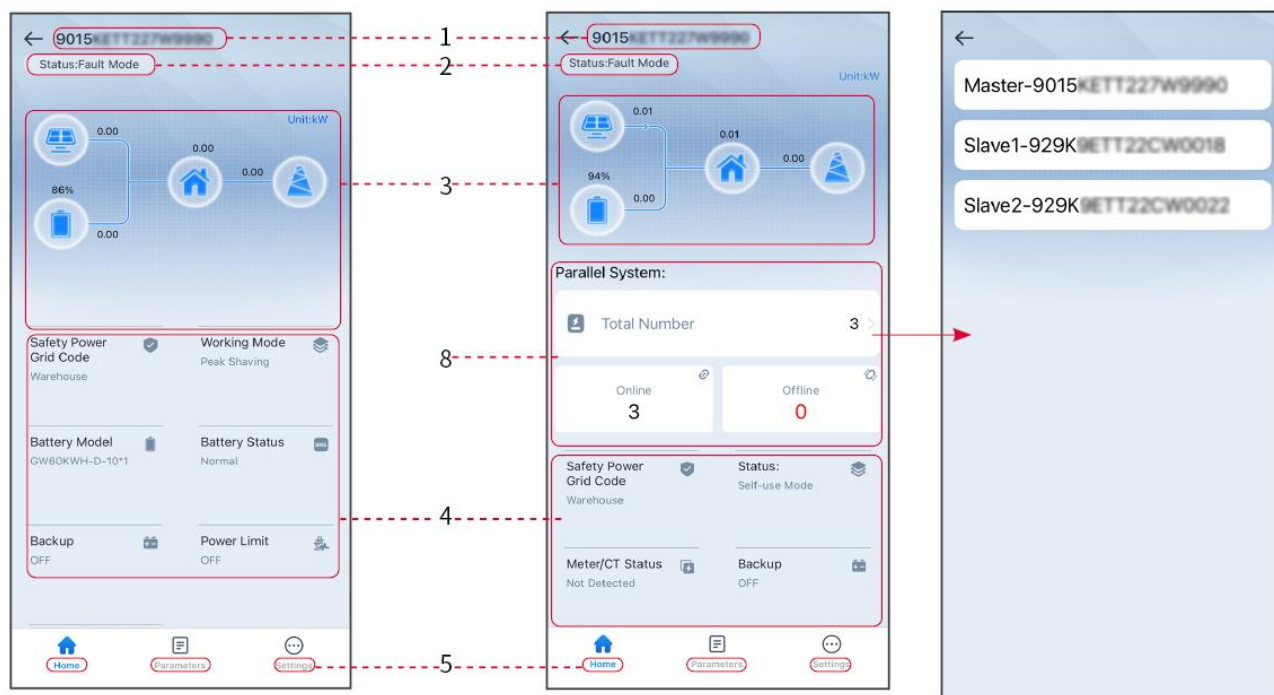 9015
Status:Fault Mode
Unit:kW
0.00
0.00
0.00
86%
0.00
Safety Power
Grid Code
Warehouse
Working Mode
Peak Shaving
Battery Model
GW60KWH-D-10*1
Battery Status
Normal
Backup
OFF
Power Limit
OFF
Home
Parameters
Settings
1
2
3
8
4
5
9015
Status:Fault Mode
Unit:kW
0.01
0.01
0.00
94%
0.00
Parallel System:
Total Number 3
Online
3
Offline
0
Safety Power
Grid Code
Warehouse
Status:
Self-use Mode
Meter/CT Status
Not Detected
Backup
OFF
Home
Parameters
Settings
Master-9015
Slave1-929K
Slave2-929K